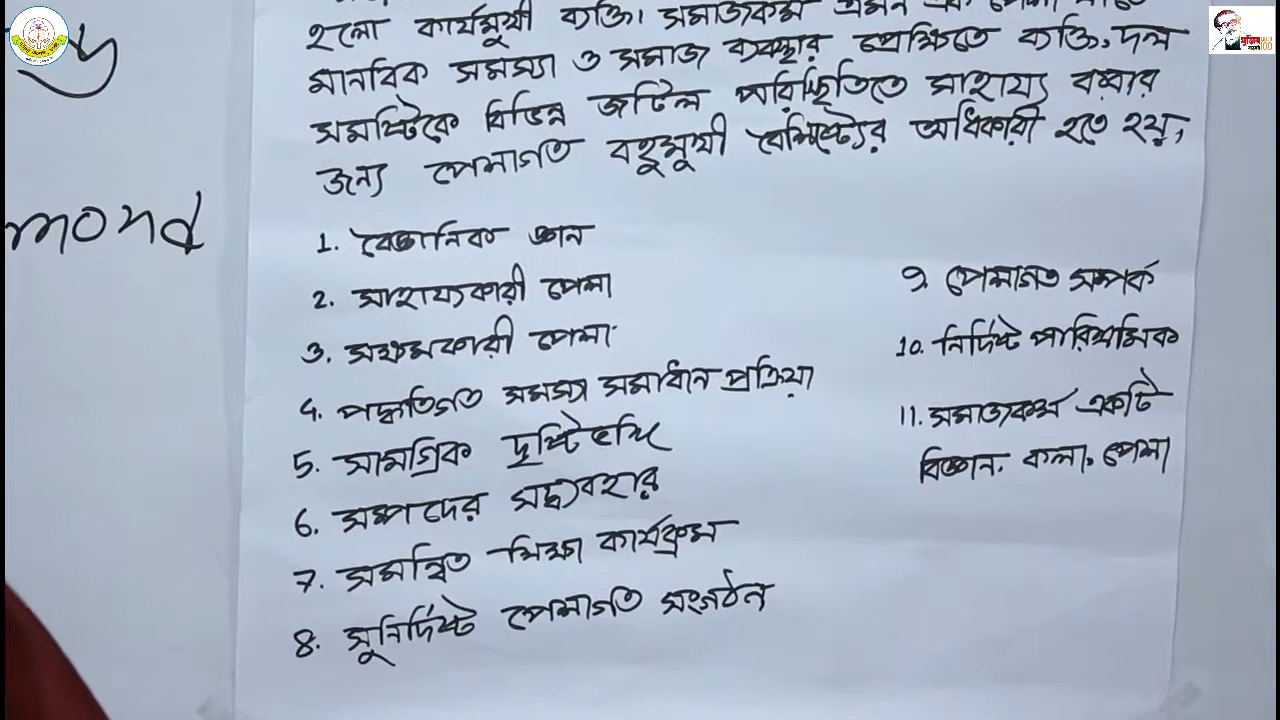 হলো কার্যমুখী ব্যক্তি। সমাজকর্ম এমন এক পেশা
মানবিক সমস্যা ও সমাজ ব্যবস্থার প্রেক্ষিতে ব্যক্তি, দল
সমষ্টিকে বিভিন্ন জটিল পরিস্থিতিতে সাহায্য করার
জন্য পেশাগত বহুমুখী বৈশিষ্ট্যের অধিকারী হতে হয়,
mond
1. বৈজ্ঞানিক জ্ঞান
2. সাহায্যকারী পেশা
৩. সক্ষমকারী পেশা
4. পদ্ধতিগত সমস্যা সমাধান প্রক্রিয়া
5. সামগ্রিক দৃষ্টিভঙ্গি
6. সম্পদের সদ্ব্যবহার
7. সমন্বিত শিক্ষা কার্যক্রম
8. সুনির্দিষ্ট পেশাগত সংগঠন
9. পেশাগত সম্পর্ক
10. নির্দিষ্ট পারিশ্রমিক
11. সমাজকর্ম একটি
বিজ্ঞান, কলা, পেশা